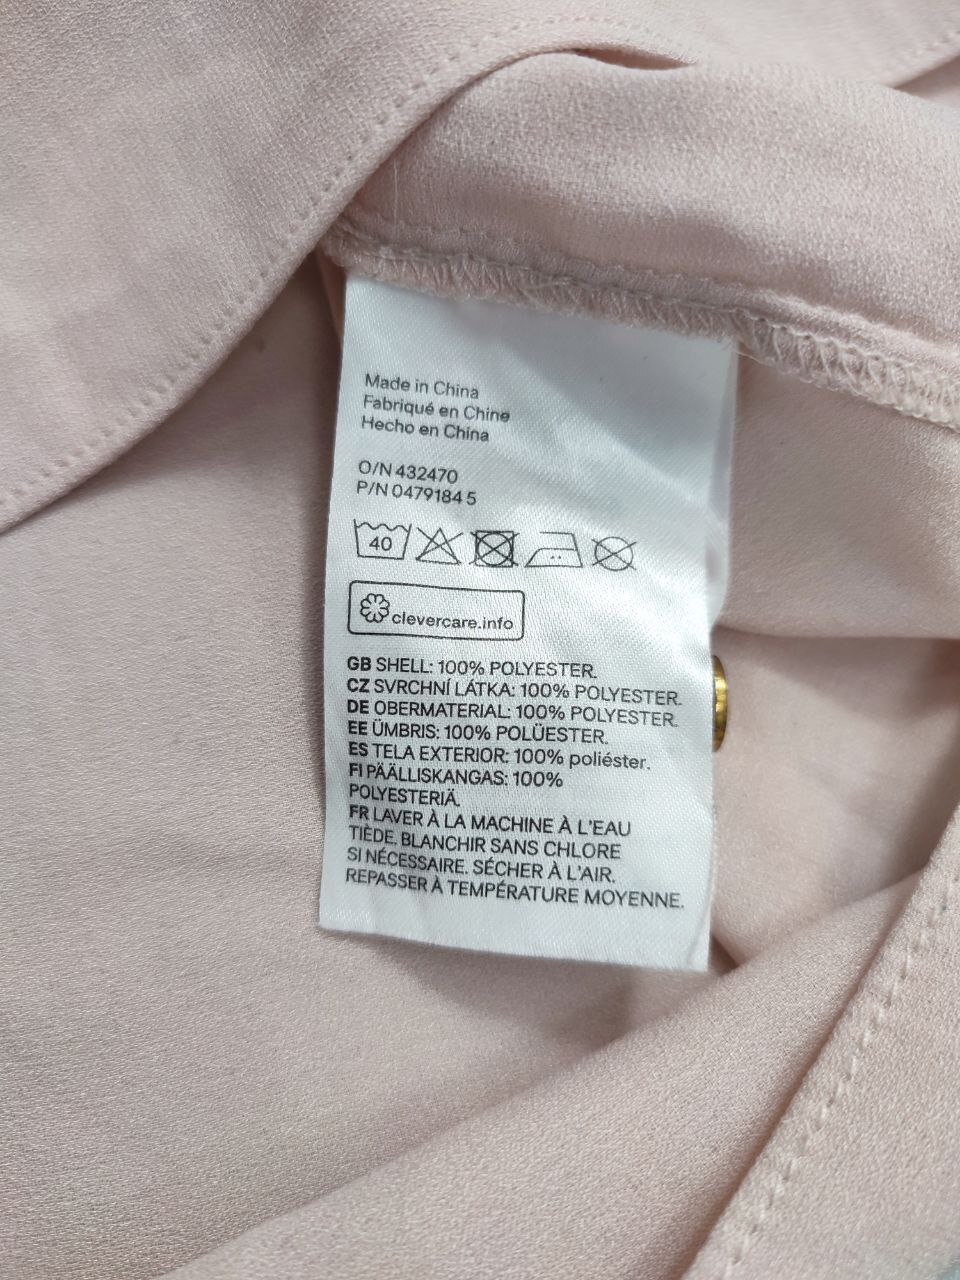 Made in China
Fabriqué en Chine
Hecho en China
O/N 432470
P/N 0479184 5
40
clevercare.info
GB SHELL: 100% POLYESTER.
CZ SVRCHNÍ LÁTKA: 100% POLYESTER.
DE OBERMATERIAL: 100% POLYESTER.
EE ÜMBRIS: 100% POLÜESTER.
ES TELA EXTERIOR: 100% poliéster.
FI PÄÄLLISKANGAS: 100%
POLYESTERIÄ.
FR LAVER À LA MACHINE À L'EAU
TIÈDE. BLANCHIR SANS CHLORE
SI NÉCESSAIRE. SÉCHER À L'AIR.
REPASSER À TEMPÉRATURE MOYENNE.